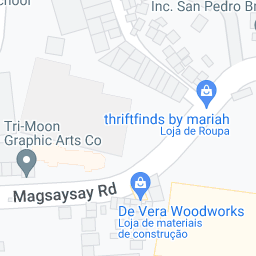 chool
Inc. San Pedro Br
thriftfinds by mariah
Loja de Roupa
Tri-Moon
Graphic Arts Co
Magsaysay Rd
De Vera Woodworks
Loja de materiais
de construção